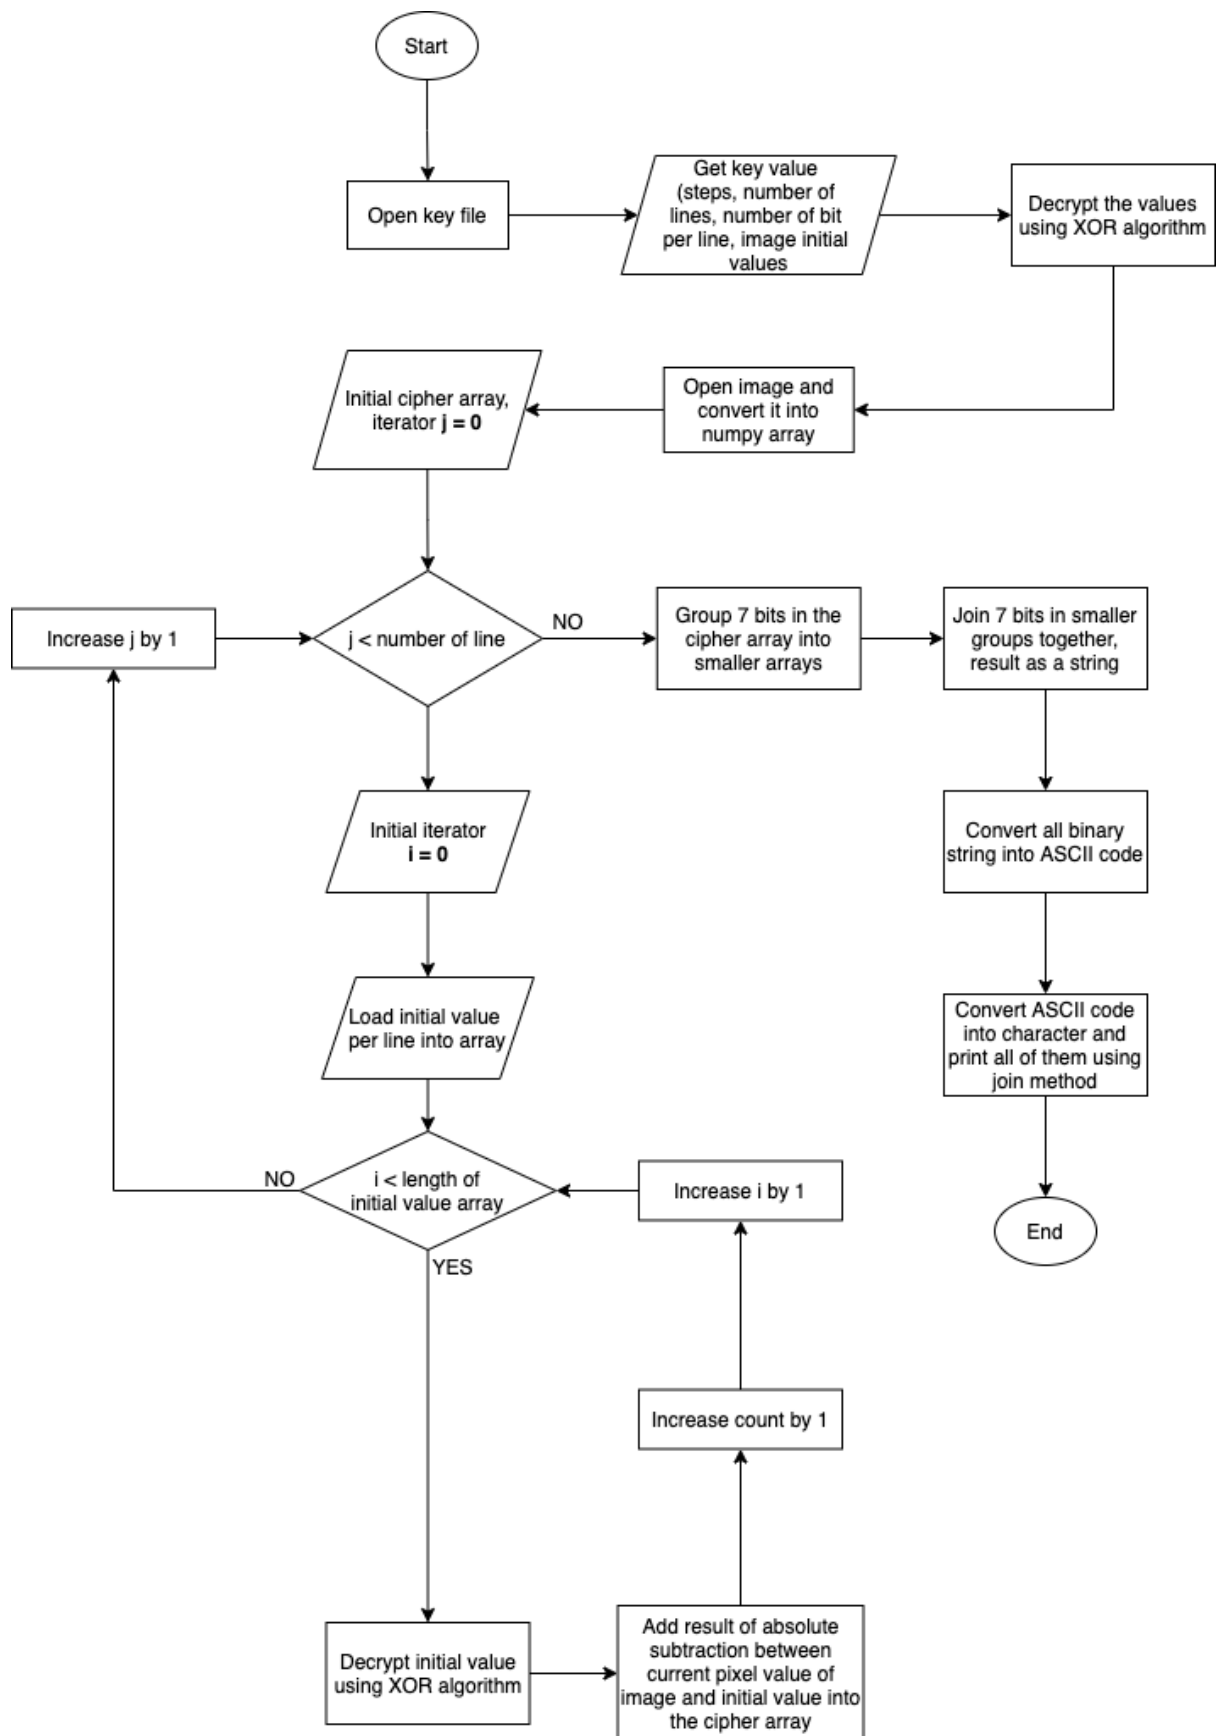 Start
Open key file
Get key value
(steps, number of
lines, number of bit
per line, image initial
values
Decrypt the values
using XOR algorithm
Initial cipher array,
iterator j = 0
Open image and
convert it into
numpy array
Increase j by 1
j < number of line
NO
Group 7 bits in the
cipher array into
smaller arrays
Join 7 bits in smaller
groups together,
result as a string
Initial iterator
i = 0
Convert all binary
string into ASCII code
Load initial value
per line into array
Convert ASCII code
into character and
print all of them using
join method
NO
i < length of
initial value array
YES
Increase i by 1
End
Increase count by 1
Decrypt initial value
using XOR algorithm
Add result of absolute
subtraction between
current pixel value of
image and initial value into
the cipher array